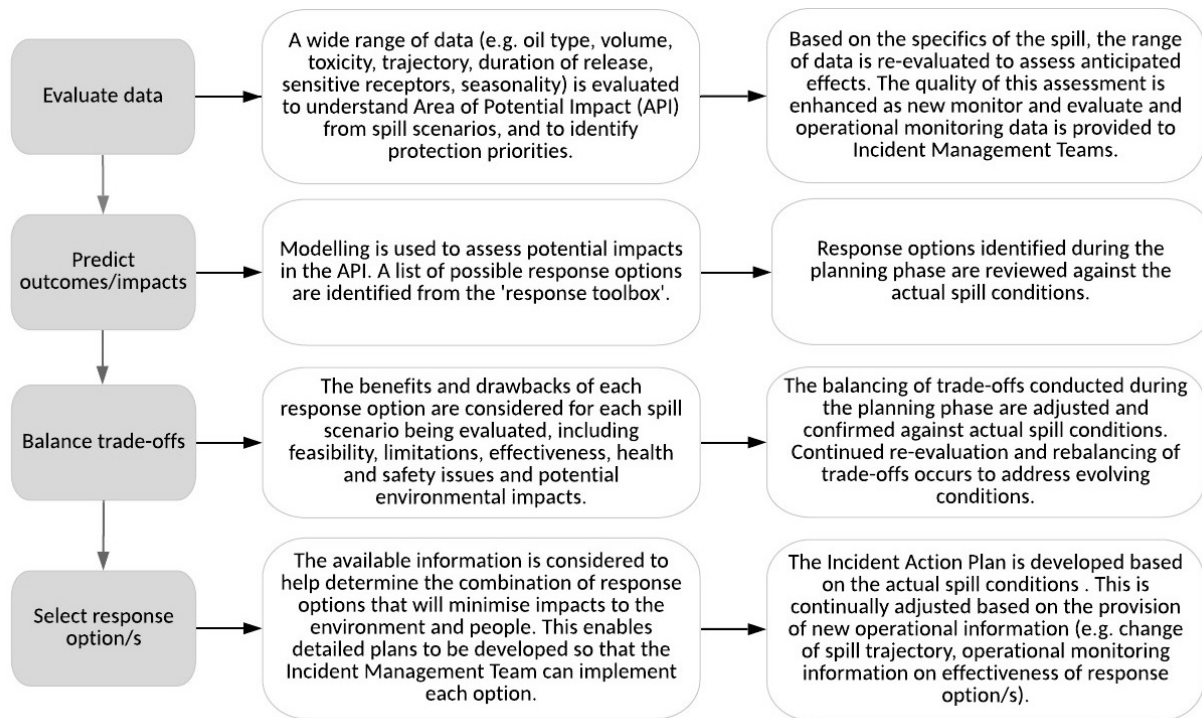 Evaluate data
A wide range of data (e.g. oil type, volume,
toxicity, trajectory, duration of release,
sensitive receptors, seasonality) is evaluated
to understand Area of Potential Impact (API)
from spill scenarios, and to identify
protection priorities.
Based on the specifics of the spill, the range
of data is re-evaluated to assess anticipated
effects. The quality of this assessment is
enhanced as new monitor and evaluate and
operational monitoring data is provided to
Incident Management Teams.
Predict
outcomes/impacts
Modelling is used to assess potential impacts
in the API. A list of possible response options
are identified from the 'response toolbox'.
Response options identified during the
planning phase are reviewed against the
actual spill conditions.
Balance trade-offs
The benefits and drawbacks of each
response option are considered for each spill
scenario being evaluated, including
feasibility, limitations, effectiveness, health
and safety issues and potential
environmental impacts.
The balancing of trade-offs conducted during
the planning phase are adjusted and
confirmed against actual spill conditions.
Continued re-evaluation and rebalancing of
trade-offs occurs to address evolving
conditions.
Select response
option/s
The available information is considered to
help determine the combination of response
options that will minimise impacts to the
environment and people. This enables
detailed plans to be developed so that the
Incident Management Team can implement
each option.
The Incident Action Plan is developed based
on the actual spill conditions . This is
continually adjusted based on the provision
of new operational information (e.g. change
of spill trajectory, operational monitoring
information on effectiveness of response
option/s).